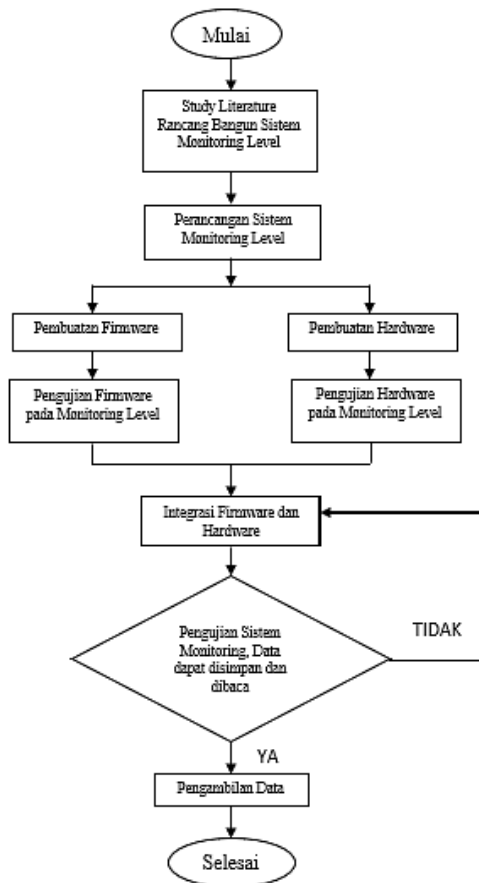 Mulai
Study Literature
Rancang Bangun Sistem
Monitoring Level
Perancangan Sistem
Monitoring Level
Pembuatan Firmware
Pembuatan Hardware
Pengujian Firmware
pada Monitoring Level
Pengujian Hardware
pada Monitoring Level
Integrasi Firmware dan
Hardware
Pengujian Sistem
Monitoring, Data
dapat disimpan dan
dibaca
TIDAK
YA
Pengambilan Data
Selesai